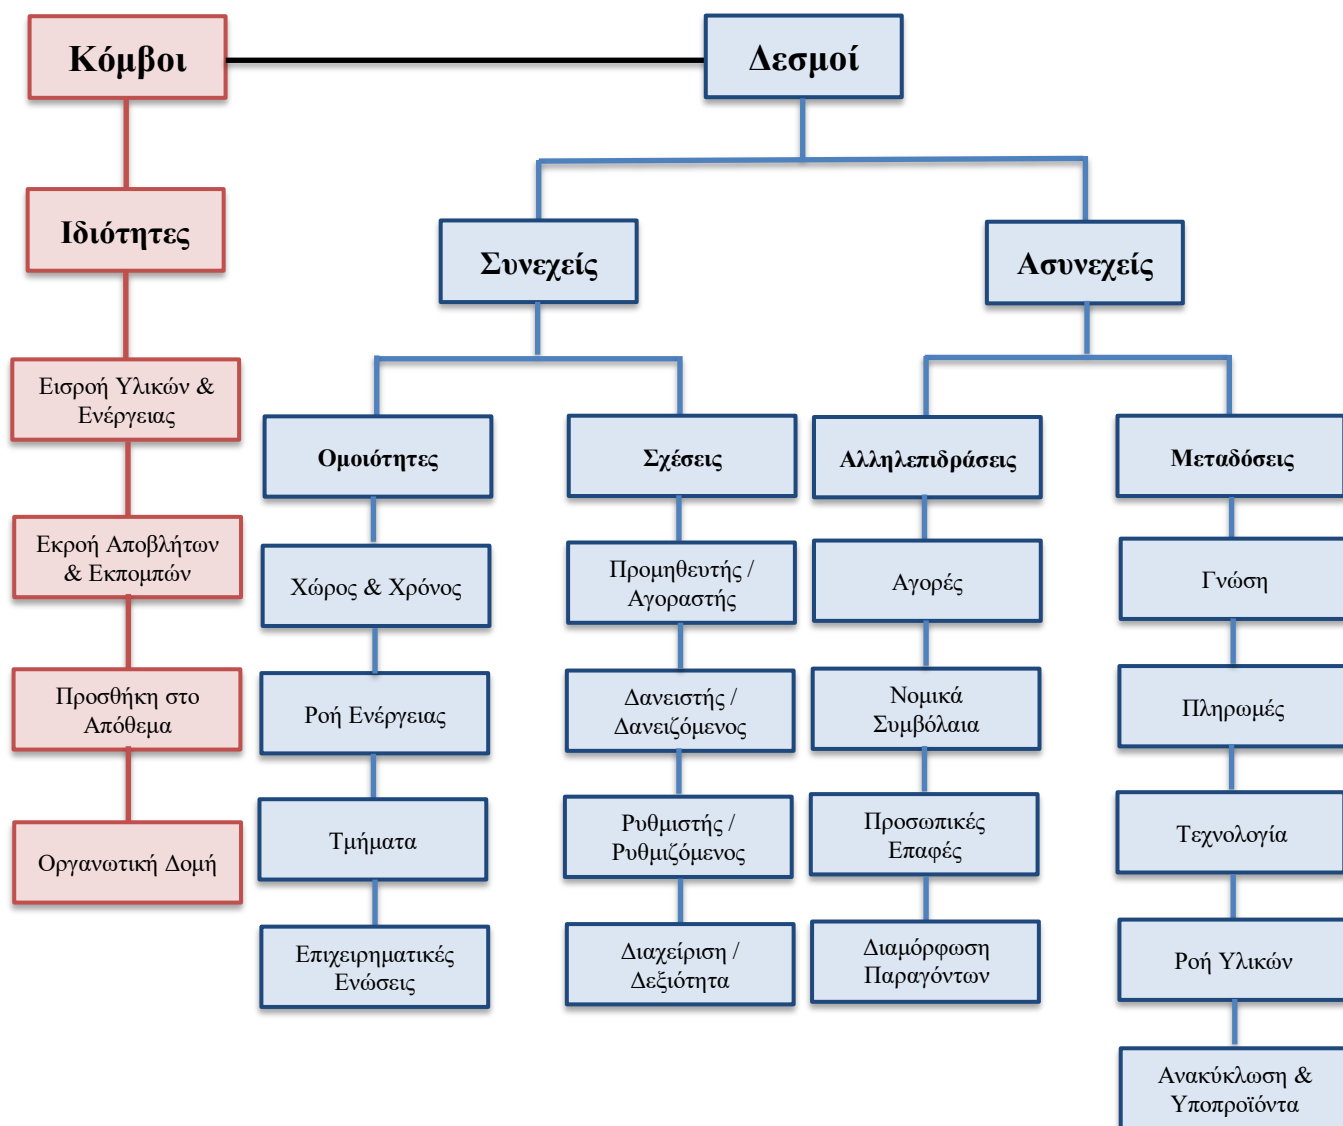 Κόμβοι
Δεσμοί
Ιδιότητες
Συνεχείς
Ασυνεχείς
Εισροή Υλικών &
Ενέργειας
Εκροή Αποβλήτων
& Εκπομπών
Προσθήκη στο
Απόθεμα
Οργανωτική Δομή
Ομοιότητες
Χώρος & Χρόνος
Ροή Ενέργειας
Τμήματα
Επιχειρηματικές
Ενώσεις
Σχέσεις
Προμηθευτής /
Αγοραστής
Δανειστής /
Δανειζόμενος
Ρυθμιστής /
Ρυθμιζόμενος
Διαχείριση /
Δεξιότητα
Αλληλεπιδράσεις
Αγορές
Νομικά
Συμβόλαια
Προσωπικές
Επαφές
Διαμόρφωση
Παραγόντων
Μεταδόσεις
Γνώση
Πληρωμές
Τεχνολογία
Ροή Υλικών
Ανακύκλωση &
Υποπροϊόντα